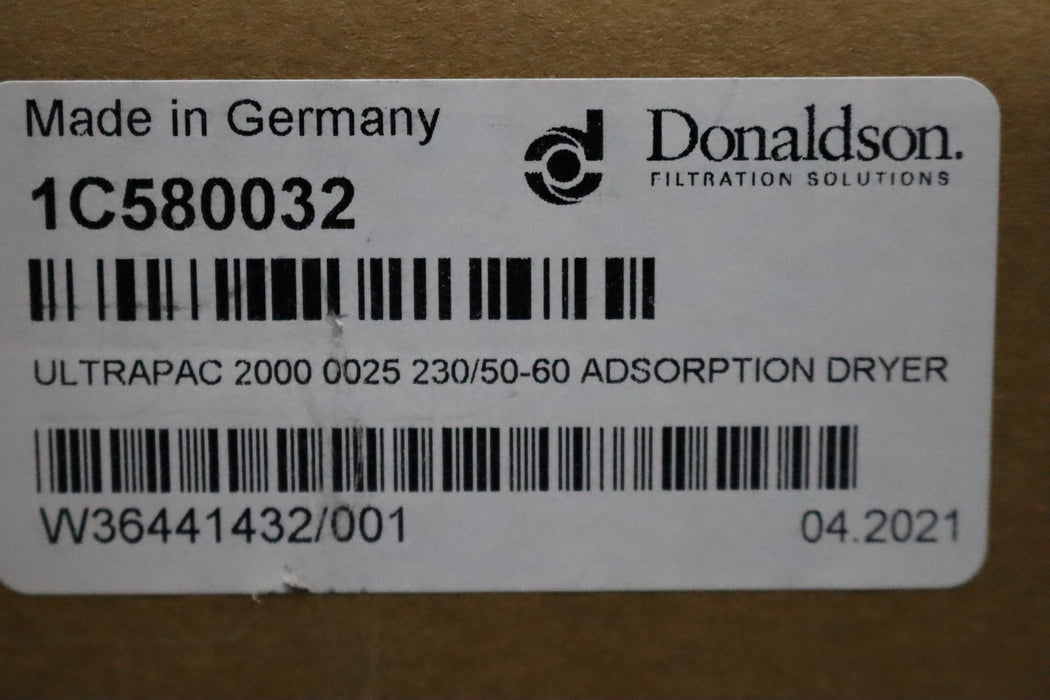 Made in Germany
Donaldson.
FILTRATION SOLUTIONS
1C580032
ULTRAPAC 2000 0025 230/50-60 ADSORPTION DRYER
W36441432/001
04.2021